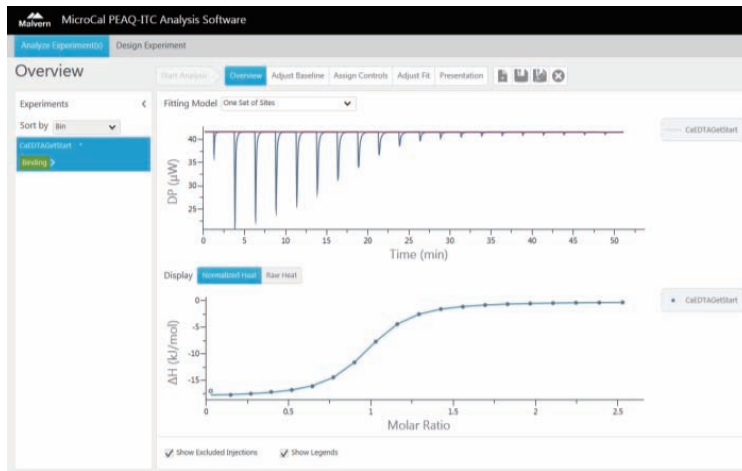 Malvern MicroCal PEAQ-ITC Analysis Software
Analyze Experiment(s) Design Experiment
Overview
Start Analysis Overview Adjust Baseline Assign Controls Adjust Fit Presentation
Experiments
Sort by Bin
CaEDTAGetStart *
Binding >
Fitting Model One Set of Sites
CaEDTAGetStart
DP (µW)
40
35
30
25
0 5 10 15 20 25 30 35 40 45 50
Time (min)
Display Normalized Heat Raw Heat
CaEDTAGetStart
ΔH (kJ/mol)
0
-5
-10
-15
0 0.5 1 1.5 2 2.5
Molar Ratio
Show Excluded Injections Show Legends